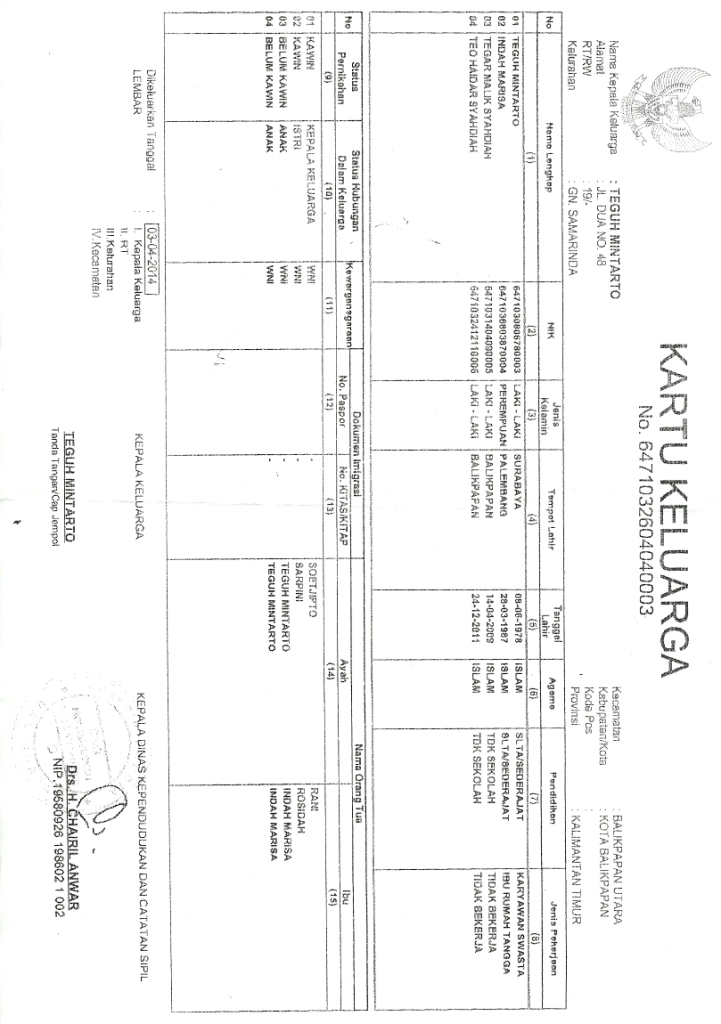 KARTU KELUARGA
No. 6471032604040003
Nama Kepala Keluarga : TEGUH MINTARTO
Alamat : JL. DUA NO. 48
RT/RW : 19/-
Kelurahan : GN. SAMARINDA
Kecamatan : BALIKPAPAN UTARA
Kabupaten/Kota : KOTA BALIKPAPAN
Kode Pos :
Provinsi : KALIMANTAN TIMUR
No Nama Lengkap NIK Jenis Kelamin Tempat Lahir Tanggal Lahir Agama Pendidikan Jenis Pekerjaan
(1) (2) (3) (4) (5) (6) (7) (8)
01 TEGUH MINTARTO 6471030806780003 LAKI - LAKI SURABAYA 08-06-1978 ISLAM SLTA/SEDERAJAT KARYAWAN SWASTA
02 INDAH MARISA 6471036803870004 PEREMPUAN PALEMBANG 28-03-1987 ISLAM SLTA/SEDERAJAT IBU RUMAH TANGGA
03 TEGAR MALIK SYAHDIAH 6471031404090005 LAKI - LAKI BALIKPAPAN 14-04-2009 ISLAM TDK SEKOLAH TIDAK BEKERJA
04 TEO HAIDAR SYAHDIAH 6471032412110006 LAKI - LAKI BALIKPAPAN 24-12-2011 ISLAM TDK SEKOLAH TIDAK BEKERJA
No Status Pernikahan Status Hubungan Dalam Keluarga Kewarganegaraan Dokumen Imigrasi Nama Orang Tua
No. Paspor No. KITAS/KITAP Ayah Ibu
(9) (10) (11) (12) (13) (14) (15)
01 KAWIN KEPALA KELUARGA WNI - SOETJIPTO RANI
02 KAWIN ISTRI WNI - SARPINI ROSIDAH
03 BELUM KAWIN ANAK WNI - TEGUH MINTARTO INDAH MARISA
04 BELUM KAWIN ANAK WNI - TEGUH MINTARTO INDAH MARISA
Dikeluarkan Tanggal : 03-04-2014
LEMBAR : I. Kepala Keluarga
II. RT
III. Kelurahan
IV. Kecamatan
KEPALA KELUARGA
TEGUH MINTARTO
Tanda Tangan/Cap Jempol
KEPALA DINAS KEPENDUDUKAN DAN CATATAN SIPIL
Drs. H. CHAIRIL ANWAR
NIP.19580926 198602 1 002